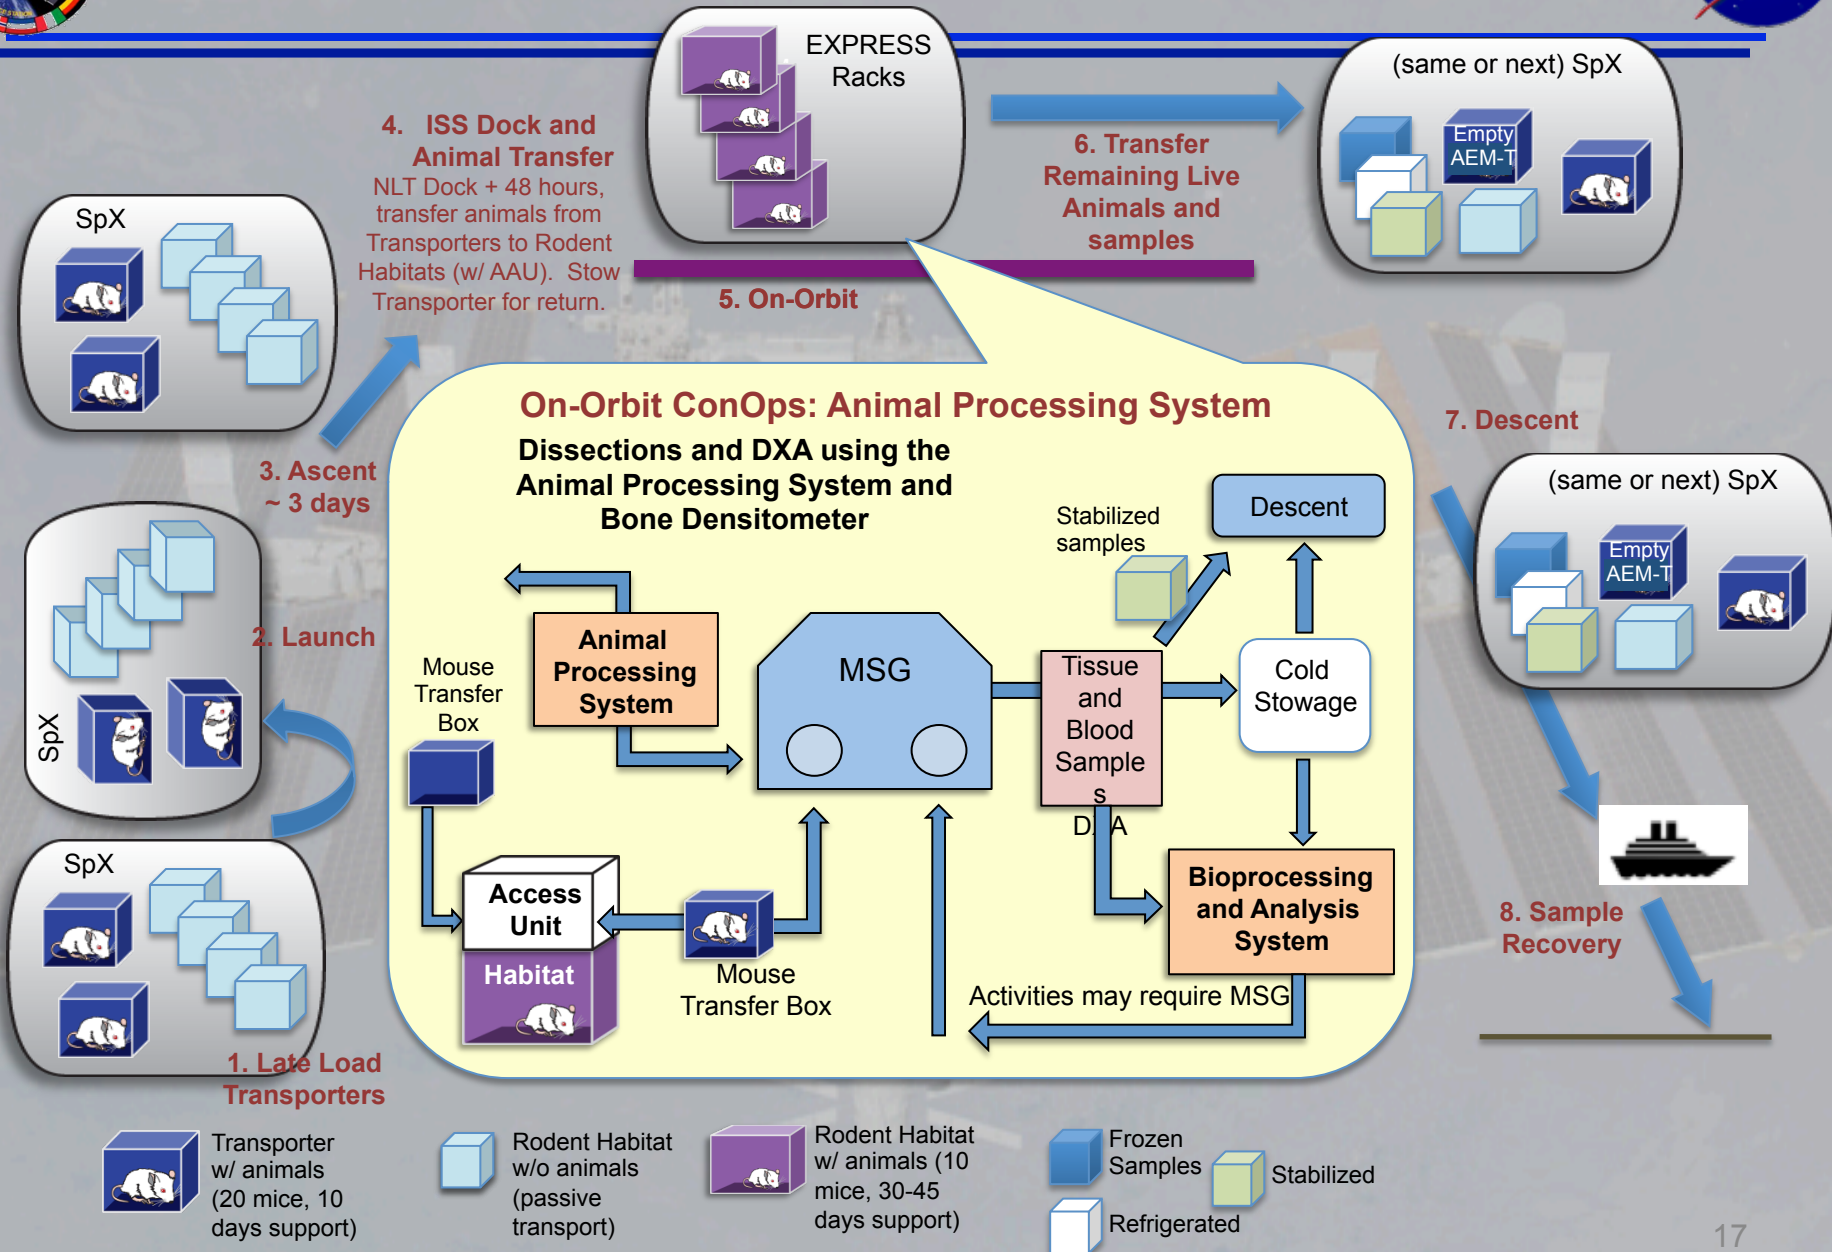 EXPRESS
Racks
(same or next) SpX
Empty
AEM-T
4. ISS Dock and
Animal Transfer
NLT Dock + 48 hours,
transfer animals from
Transporters to Rodent
Habitats (w/ AAU). Stow
Transporter for return.
6. Transfer
Remaining Live
Animals and
samples
SpX
5. On-Orbit
On-Orbit ConOps: Animal Processing System
Dissections and DXA using the
Animal Processing System and
Bone Densitometer
7. Descent
(same or next) SpX
Empty
AEM-T
3. Ascent
~ 3 days
Stabilized
samples
Descent
2. Launch
SpX
Animal
Processing
System
Mouse
Transfer
Box
MSG
Tissue
and
Blood
Sample
s
DXA
Cold
Stowage
SpX
Access
Unit
Habitat
Mouse
Transfer Box
Bioprocessing
and Analysis
System
Activities may require MSG
8. Sample
Recovery
1. Late Load
Transporters
Transporter
w/ animals
(20 mice, 10
days support)
Rodent Habitat
w/o animals
(passive
transport)
Rodent Habitat
w/ animals (10
mice, 30-45
days support)
Frozen
Samples
Stabilized
Refrigerated
17